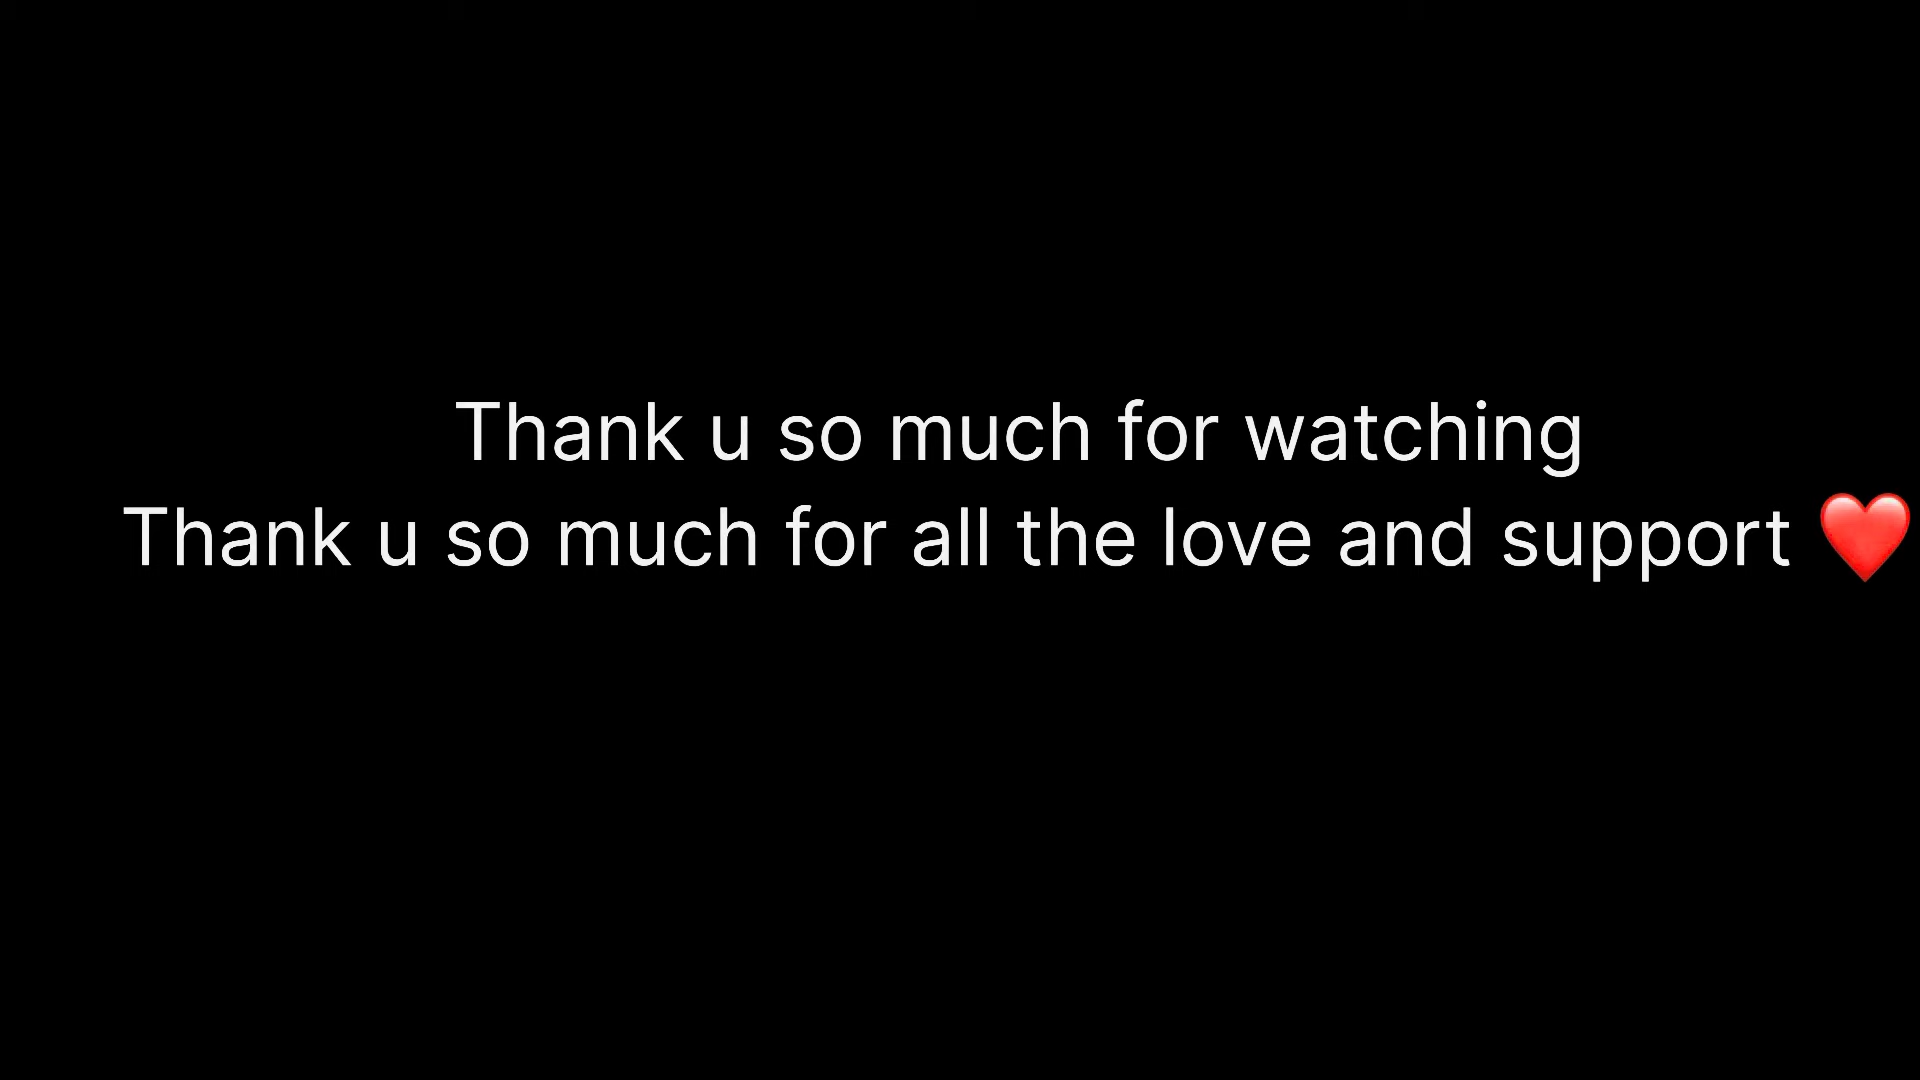 Thank u so much for watching
Thank u so much for all the love and support ❤️